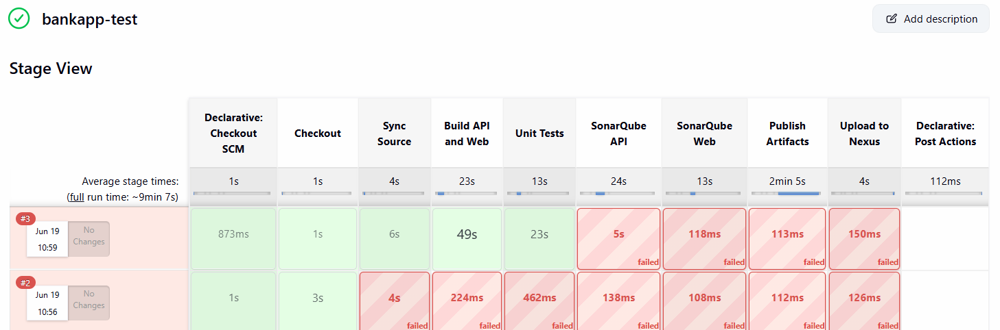 bankapp-test
Add description
Stage View
Declarative:
Checkout
SCM
Checkout
Sync
Source
Build API
and Web
Unit Tests
SonarQube
API
SonarQube
Web
Publish
Artifacts
Upload to
Nexus
Declarative:
Post Actions
Average stage times:
(full run time: ~9min 7s)
1s
1s
4s
23s
13s
24s
13s
2min 5s
4s
112ms
#3
Jun 19
10:59
No
Changes
873ms
1s
6s
49s
23s
5s
failed
118ms
failed
113ms
failed
150ms
failed
#2
Jun 19
10:56
No
Changes
1s
3s
4s
failed
224ms
failed
462ms
failed
138ms
failed
108ms
failed
112ms
failed
126ms
failed